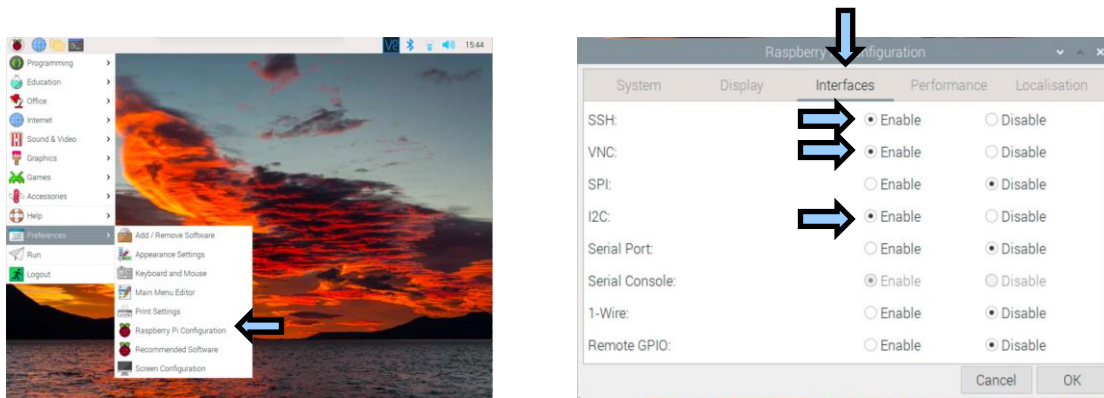 V2 15:44
Programming
Education
Office
Internet
Sound & Video
Graphics
Games
Accessories
Help
Preferences
Run
Logout
Add / Remove Software
Appearance Settings
Keyboard and Mouse
Main Menu Editor
Print Settings
Raspberry Pi Configuration
Recommended Software
Screen Configuration
Raspberry nfiguration
System Display Interfaces Performance Localisation
SSH: Enable Disable
VNC: Enable Disable
SPI: Enable Disable
I2C: Enable Disable
Serial Port: Enable Disable
Serial Console: Enable Disable
1-Wire: Enable Disable
Remote GPIO: Enable Disable
Cancel OK